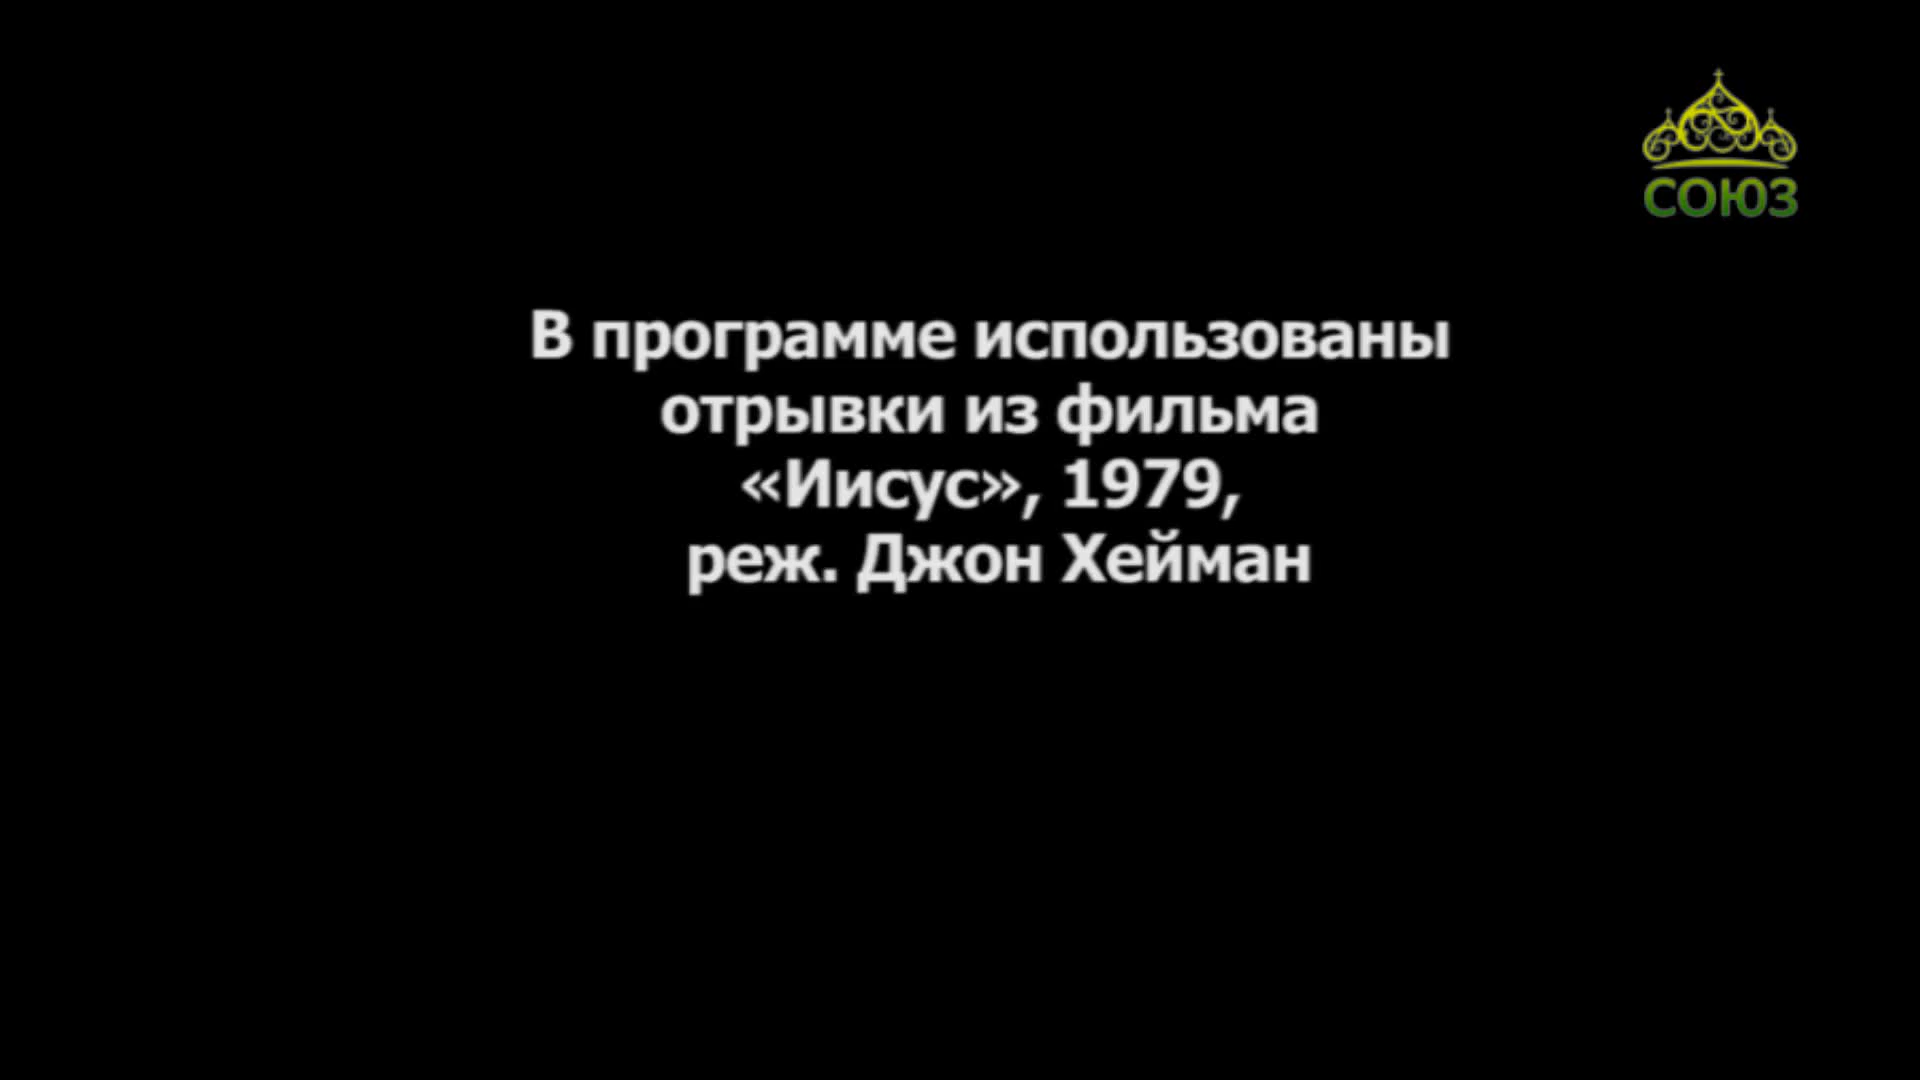 СОЮЗ
В программе использованы
отрывки из фильма
«Иисус», 1979,
реж. Джон Хейман